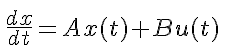 dx/dt = Ax(t) + Bu(t)